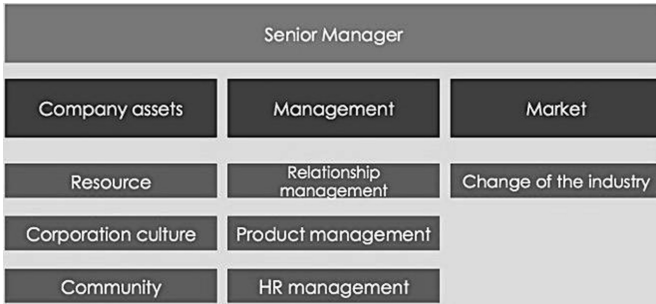 Senior Manager
Company assets
Management
Market
Resource
Relationship
management
Change of the industry
Corporation culture
Product management
Community
HR management